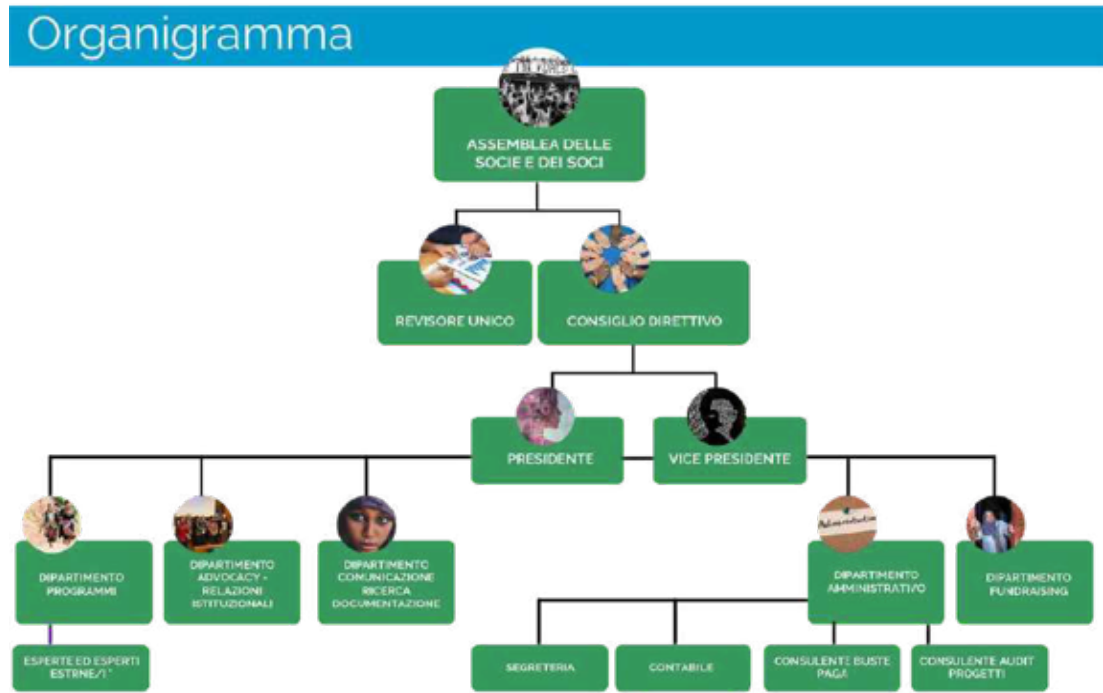 Organigramma
ASSEMBLEA DELLE
SOCIE E DEI SOCI
REVISORE UNICO
CONSIGLIO DIRETTIVO
PRESIDENTE
VICE PRESIDENTE
DIPARTIMENTO
PROGRAMMI
DIPARTIMENTO
ADVOCACY -
RELAZIONI
ISTITUZIONALI
DIPARTIMENTO
COMUNICAZIONE
RICERCA
DOCUMENTAZIONE
DIPARTIMENTO
AMMINISTRATIVO
DIPARTIMENTO
FUNDRAISING
ESPERTE ED ESPERTI
ESTRNE/I *
SEGRETERIA
CONTABILE
CONSULENTE BUSTE
PAGA
CONSULENTE AUDIT
PROGETTI